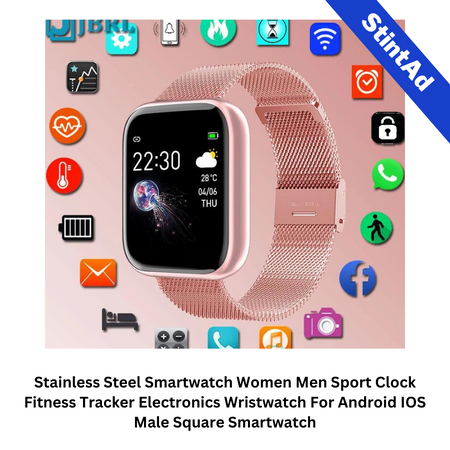 JBRL
StintAd
22:30
28°C
04/06
THU
Stainless Steel Smartwatch Women Men Sport Clock
Fitness Tracker Electronics Wristwatch For Android IOS
Male Square Smartwatch